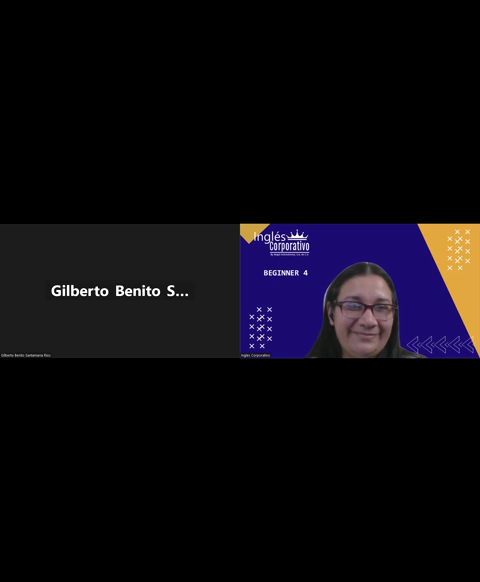 Gilberto Benito S...
Gilberto Benito Santamaria Rico
Inglés
Corporativo
BEGINNER 4
Inglés Corporativo